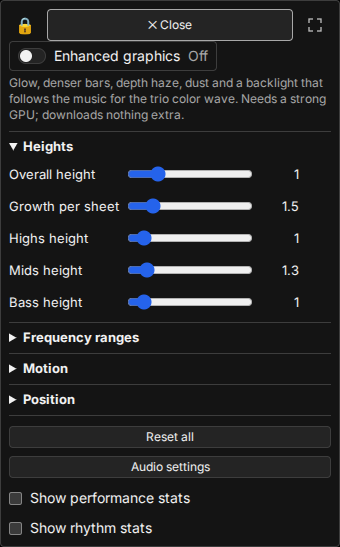 Close
Enhanced graphics Off
Glow, denser bars, depth haze, dust and a backlight that
follows the music for the trio color wave. Needs a strong
GPU; downloads nothing extra.
Heights
Overall height 1
Growth per sheet 1.5
Highs height 1
Mids height 1.3
Bass height 1
Frequency ranges
Motion
Position
Reset all
Audio settings
Show performance stats
Show rhythm stats